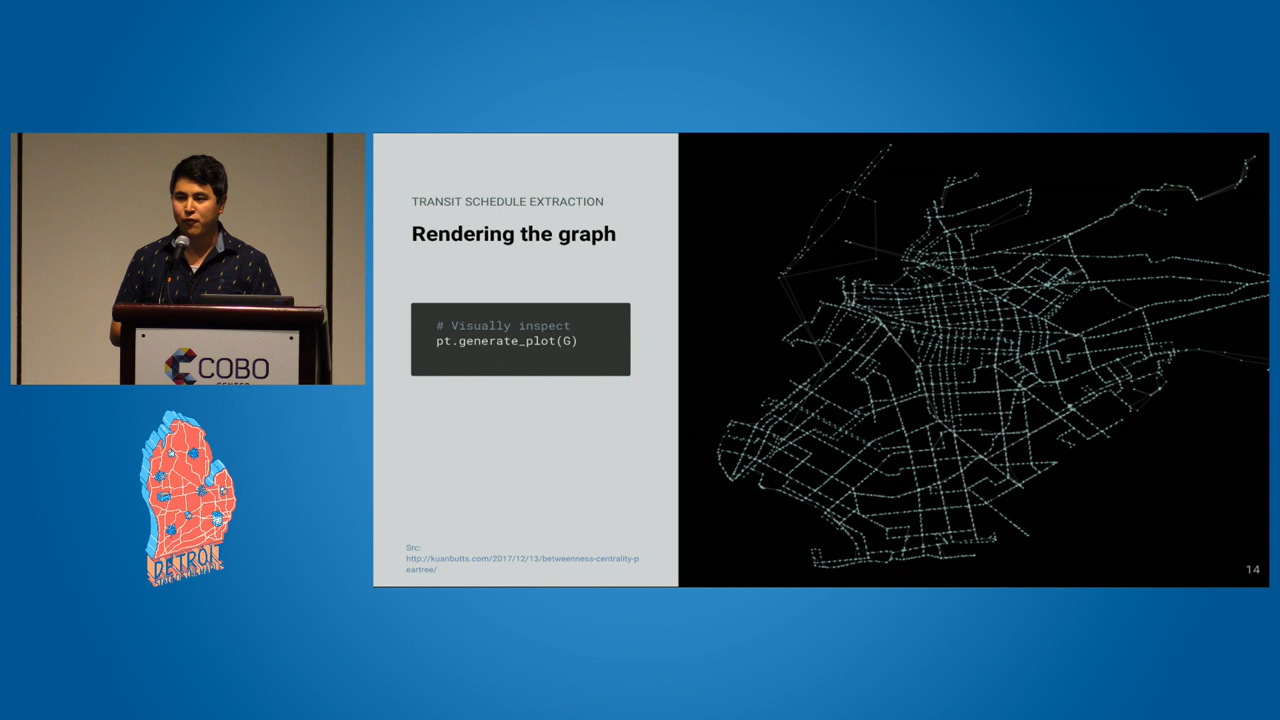 COBO
CENTER
DETROIT
TRANSIT SCHEDULE EXTRACTION
Rendering the graph
# Visually inspect
pt.generate_plot(G)
Src:
http://kuanbutts.com/2017/12/13/betweenness-centrality-p
eartree/
14